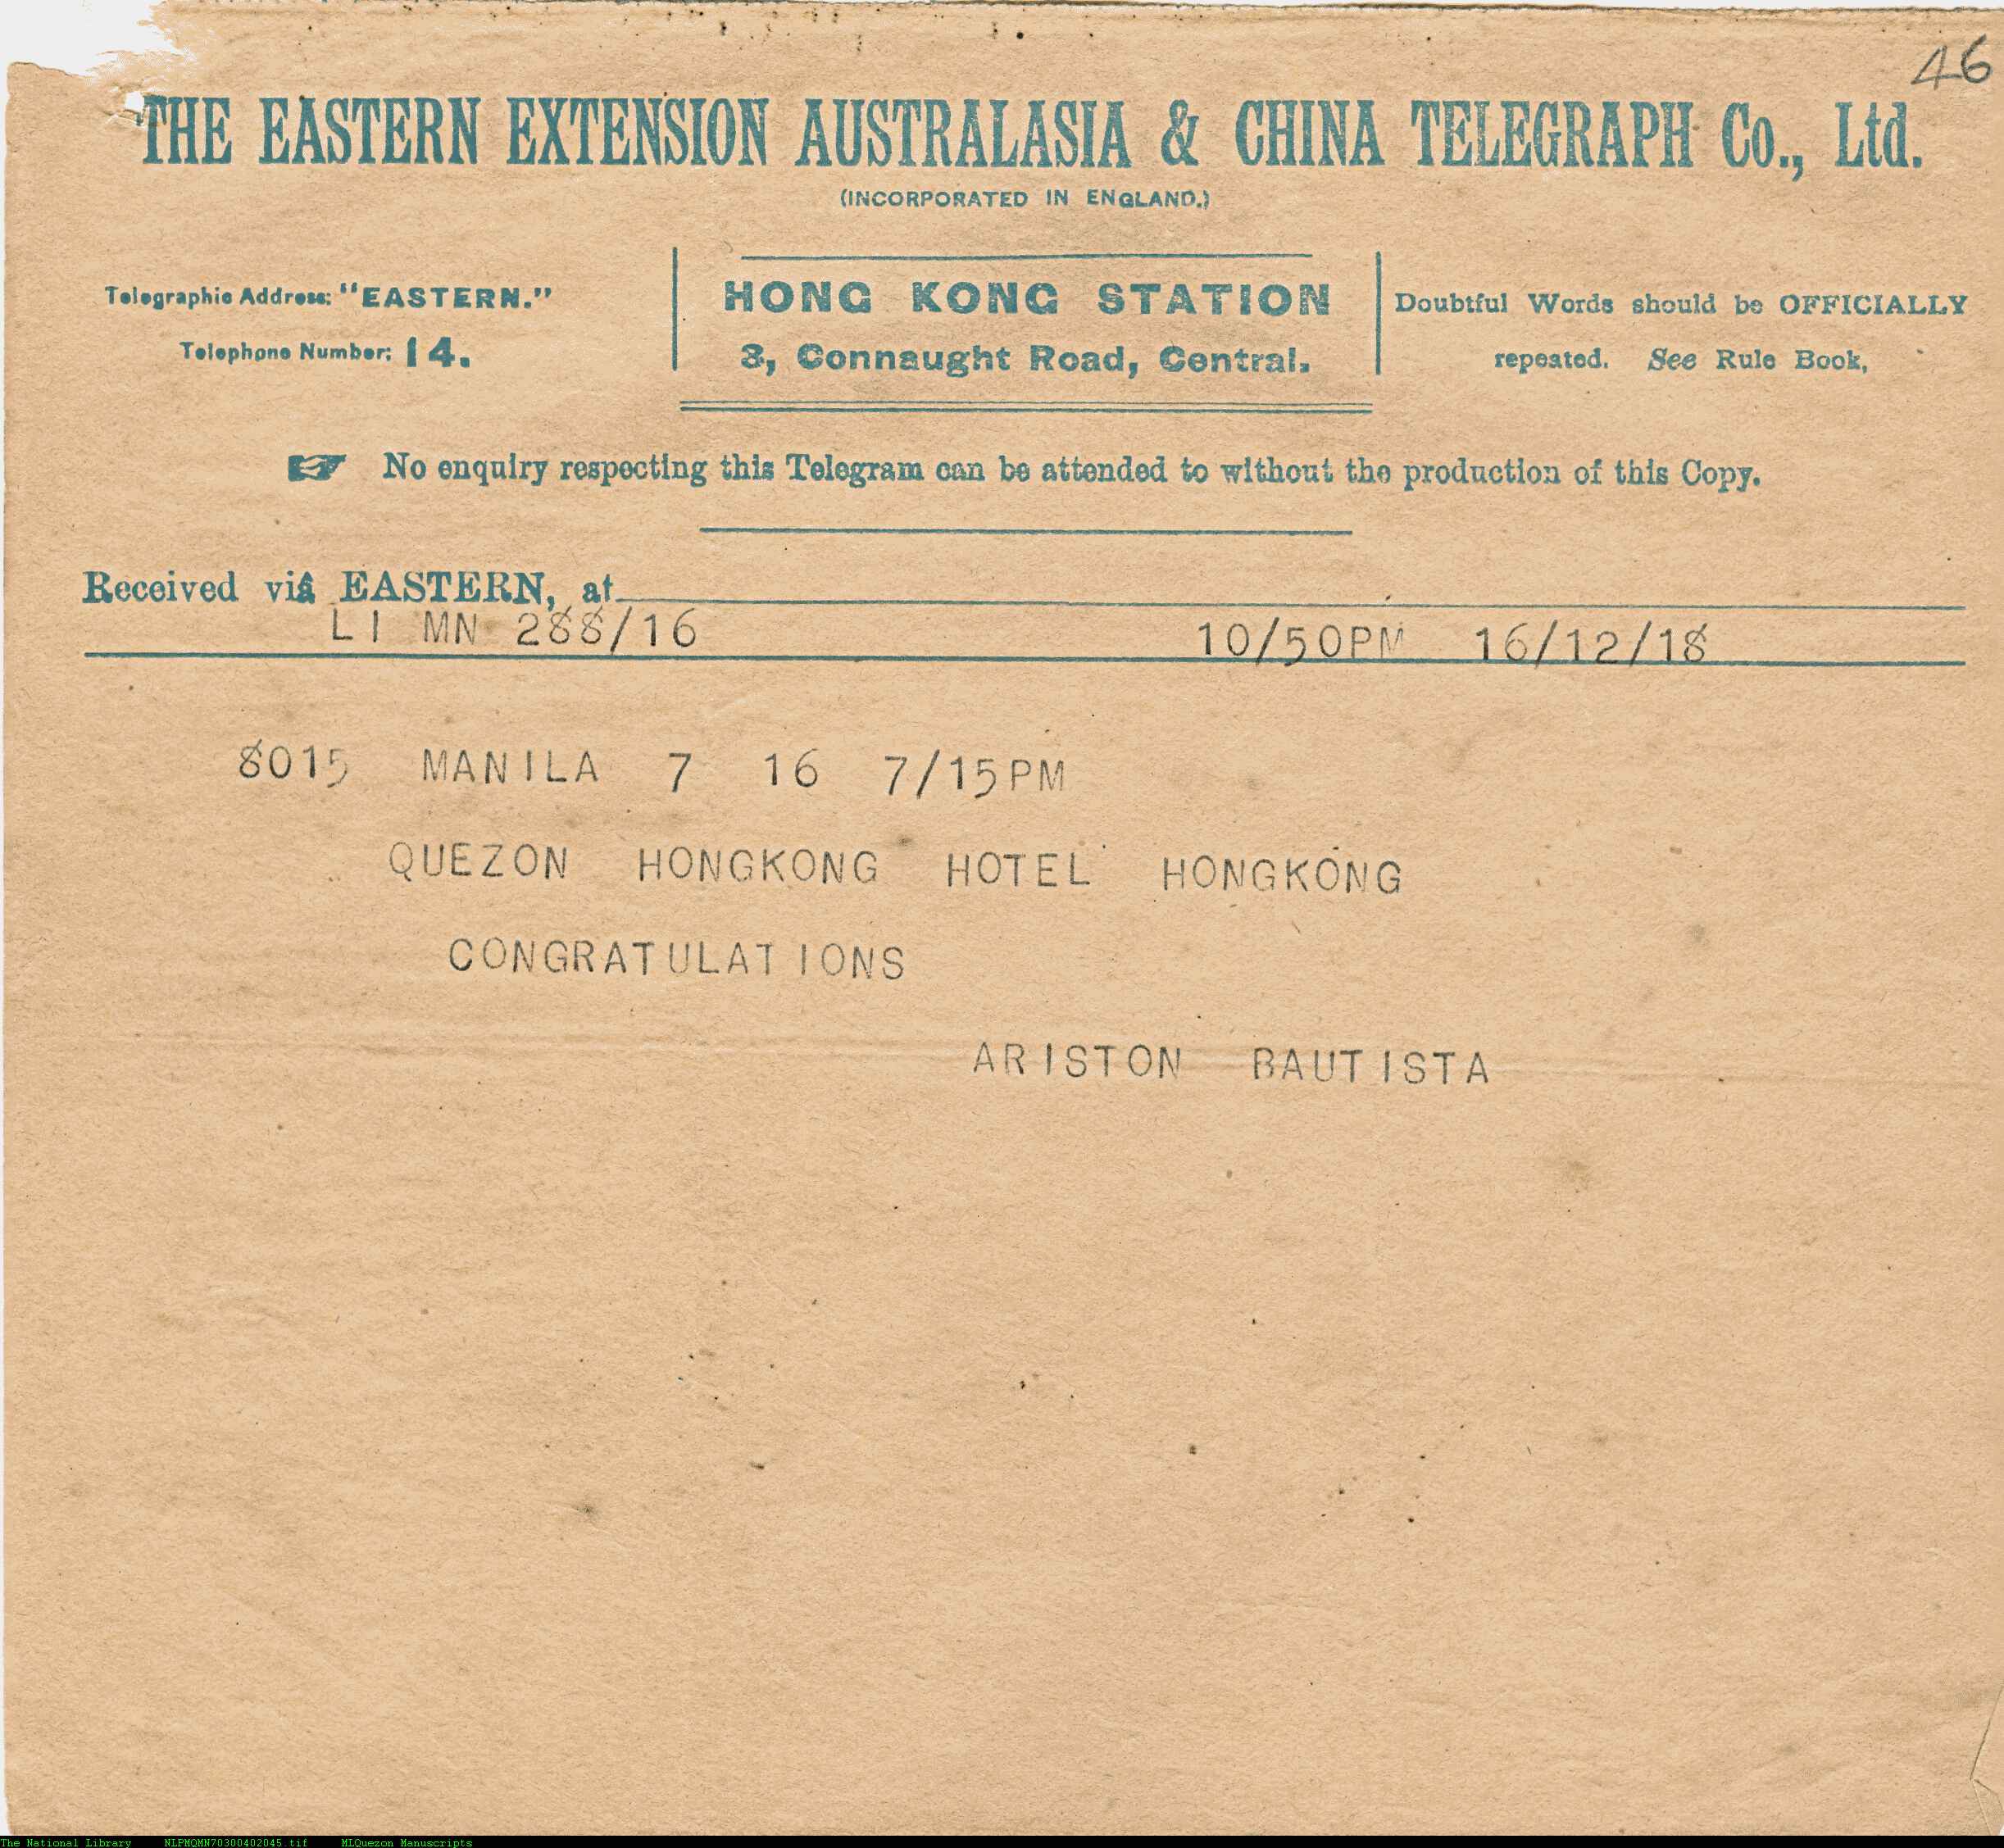 46
THE EASTERN EXTENSION AUSTRALASIA & CHINA TELEGRAPH Co., Ltd.
(INCORPORATED IN ENGLAND.)
Telegraphic Address: "EASTERN."
Telephone Number: 14.
HONG KONG STATION
3, Connaught Road, Central.
Doubtful Words should be OFFICIALLY
repeated. See Rule Book,
No enquiry respecting this Telegram can be attended to without the production of this Copy.
Received viâ EASTERN, at
LI MN 288/16 10/50PM 16/12/18
8015 MANILA 7 16 7/15PM
QUEZON HONGKONG HOTEL HONGKONG
CONGRATULATIONS
ARISTON BAUTISTA
The National Library NLPMQMN70300402045.tif MLQuezon Manuscripts